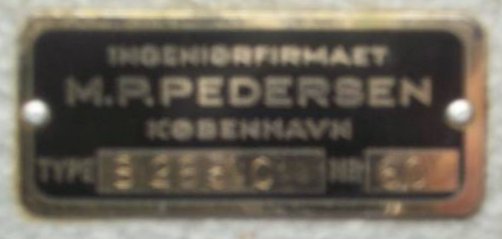 INGENIØRFIRMAET
M.P. PEDERSEN
KØBENHAVN
TYPE NR